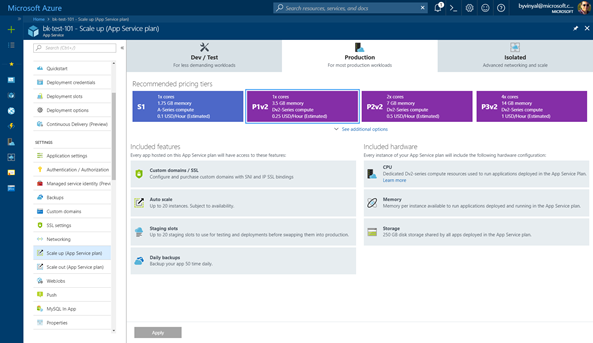 Microsoft Azure
Search resources, services, docs
byvinyal@microsoft.c...
MICROSOFT
Home > bk-test-101 - Scale up (App Service plan)
bk-test-101 - Scale up (App Service plan)
App Service
Search (Ctrl+/)
Quickstart
Deployment credentials
Deployment slots
Deployment options
Continuous Delivery (Preview)
SETTINGS
Application settings
Authentication / Authorization
Managed service identity (Previ
Backups
Custom domains
SSL settings
Networking
Scale up (App Service plan)
Scale out (App Service plan)
WebJobs
Push
MySQL In App
Properties
Dev / Test
For less demanding workloads
Production
For most production workloads
Isolated
Advanced networking and scale
Recommended pricing tiers
S1
1x cores
1.75 GB memory
A-Series compute
0.1 USD/Hour (Estimated)
P1v2
1x cores
3.5 GB memory
Dv2-Series compute
0.25 USD/Hour (Estimated)
P2v2
2x cores
7 GB memory
Dv2-Series compute
0.5 USD/Hour (Estimated)
P3v2
4x cores
14 GB memory
Dv2-Series compute
1 USD/Hour (Estimated)
See additional options
Included features
Every app hosted on this App Service plan will have access to these features:
Custom domains / SSL
Configure and purchase custom domains with SNI and IP SSL bindings
Auto scale
Up to 20 instances. Subject to availability.
Staging slots
Up to 20 staging slots to use for testing and deployments before swapping them into production.
Daily backups
Backup your app 50 time daily.
Included hardware
Every instance of your App Service plan will include the following hardware configuration:
CPU
Dedicated Dv2-series compute resources used to run applications deployed in the App Service Plan.
Learn more
Memory
Memory per instance available to run applications deployed and running in the App Service plan.
Storage
250 GB disk storage shared by all apps deployed in the App Service plan.
Apply